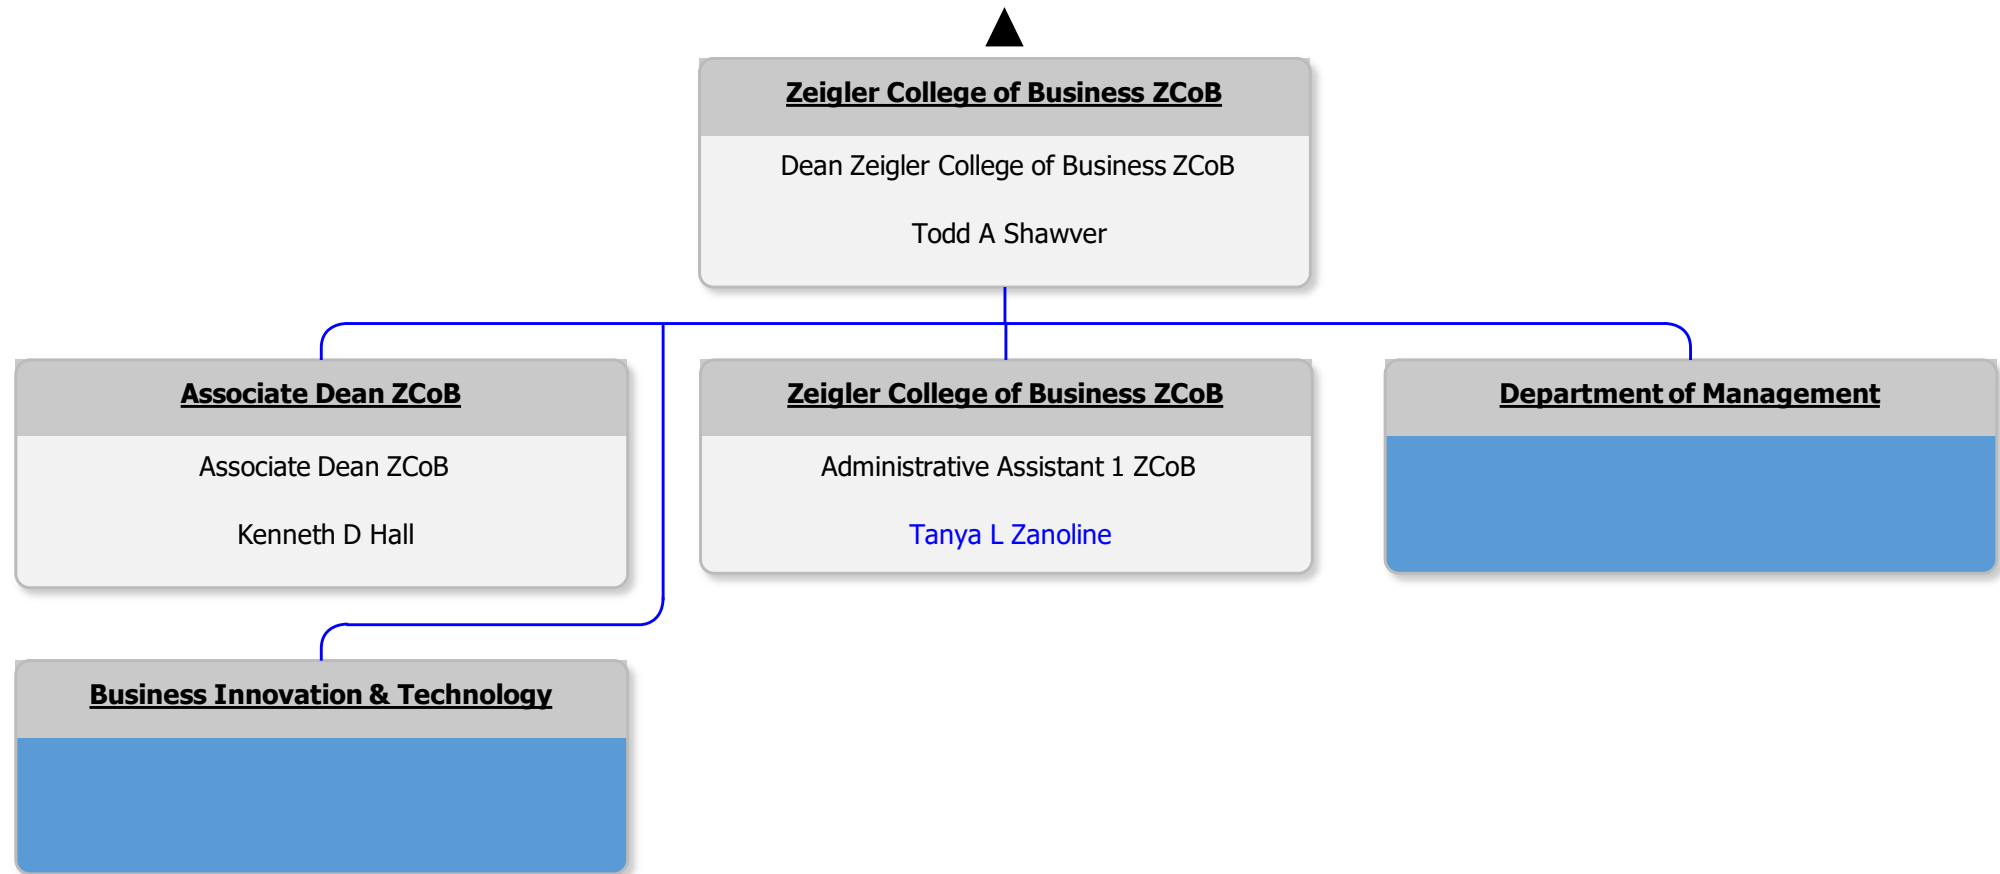 Zeigler College of Business ZCoB
Dean Zeigler College of Business ZCoB
Todd A Shawver
Associate Dean ZCoB
Associate Dean ZCoB
Kenneth D Hall
Zeigler College of Business ZCoB
Administrative Assistant 1 ZCoB
Tanya L Zanoline
Department of Management
Business Innovation & Technology